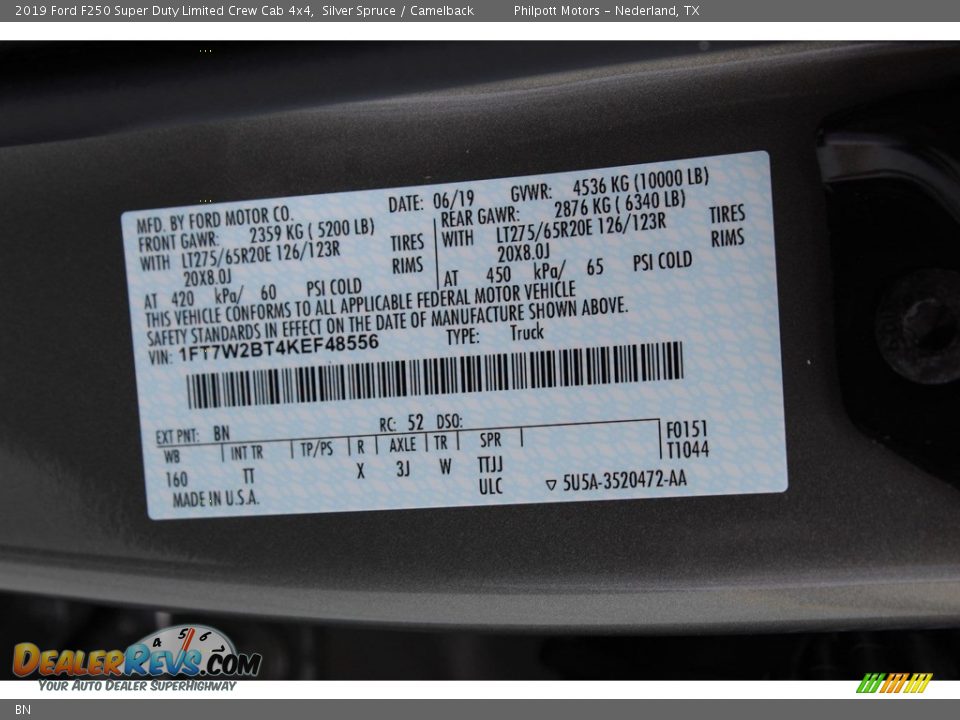 2019 Ford F250 Super Duty Limited Crew Cab 4x4, Silver Spruce / Camelback Philpott Motors - Nederland, TX
MFD. BY FORD MOTOR CO. DATE: 06/19 GVWR: 4536 KG (10000 LB)
FRONT GAWR: 2359 KG ( 5200 LB) REAR GAWR: 2876 KG ( 6340 LB)
WITH LT275/65R20E 126/123R TIRES WITH LT275/65R20E 126/123R TIRES
20X8.0J RIMS 20X8.0J RIMS
AT 420 kPa/ 60 PSI COLD AT 450 kPa/ 65 PSI COLD
THIS VEHICLE CONFORMS TO ALL APPLICABLE FEDERAL MOTOR VEHICLE
SAFETY STANDARDS IN EFFECT ON THE DATE OF MANUFACTURE SHOWN ABOVE.
VIN: 1FT7W2BT4KEF48556 TYPE: Truck
EXT PNT: BN RC: 52 DSO: F0151
WB INT TR TP/PS R AXLE TR SPR T1044
160 TT X 3J W TTJJ
MADE IN U.S.A. ULC ▽ 5U5A-3520472-AA
4 5 6
DEALERREVS.COM
YOUR AUTO DEALER SUPERHIGHWAY
BN